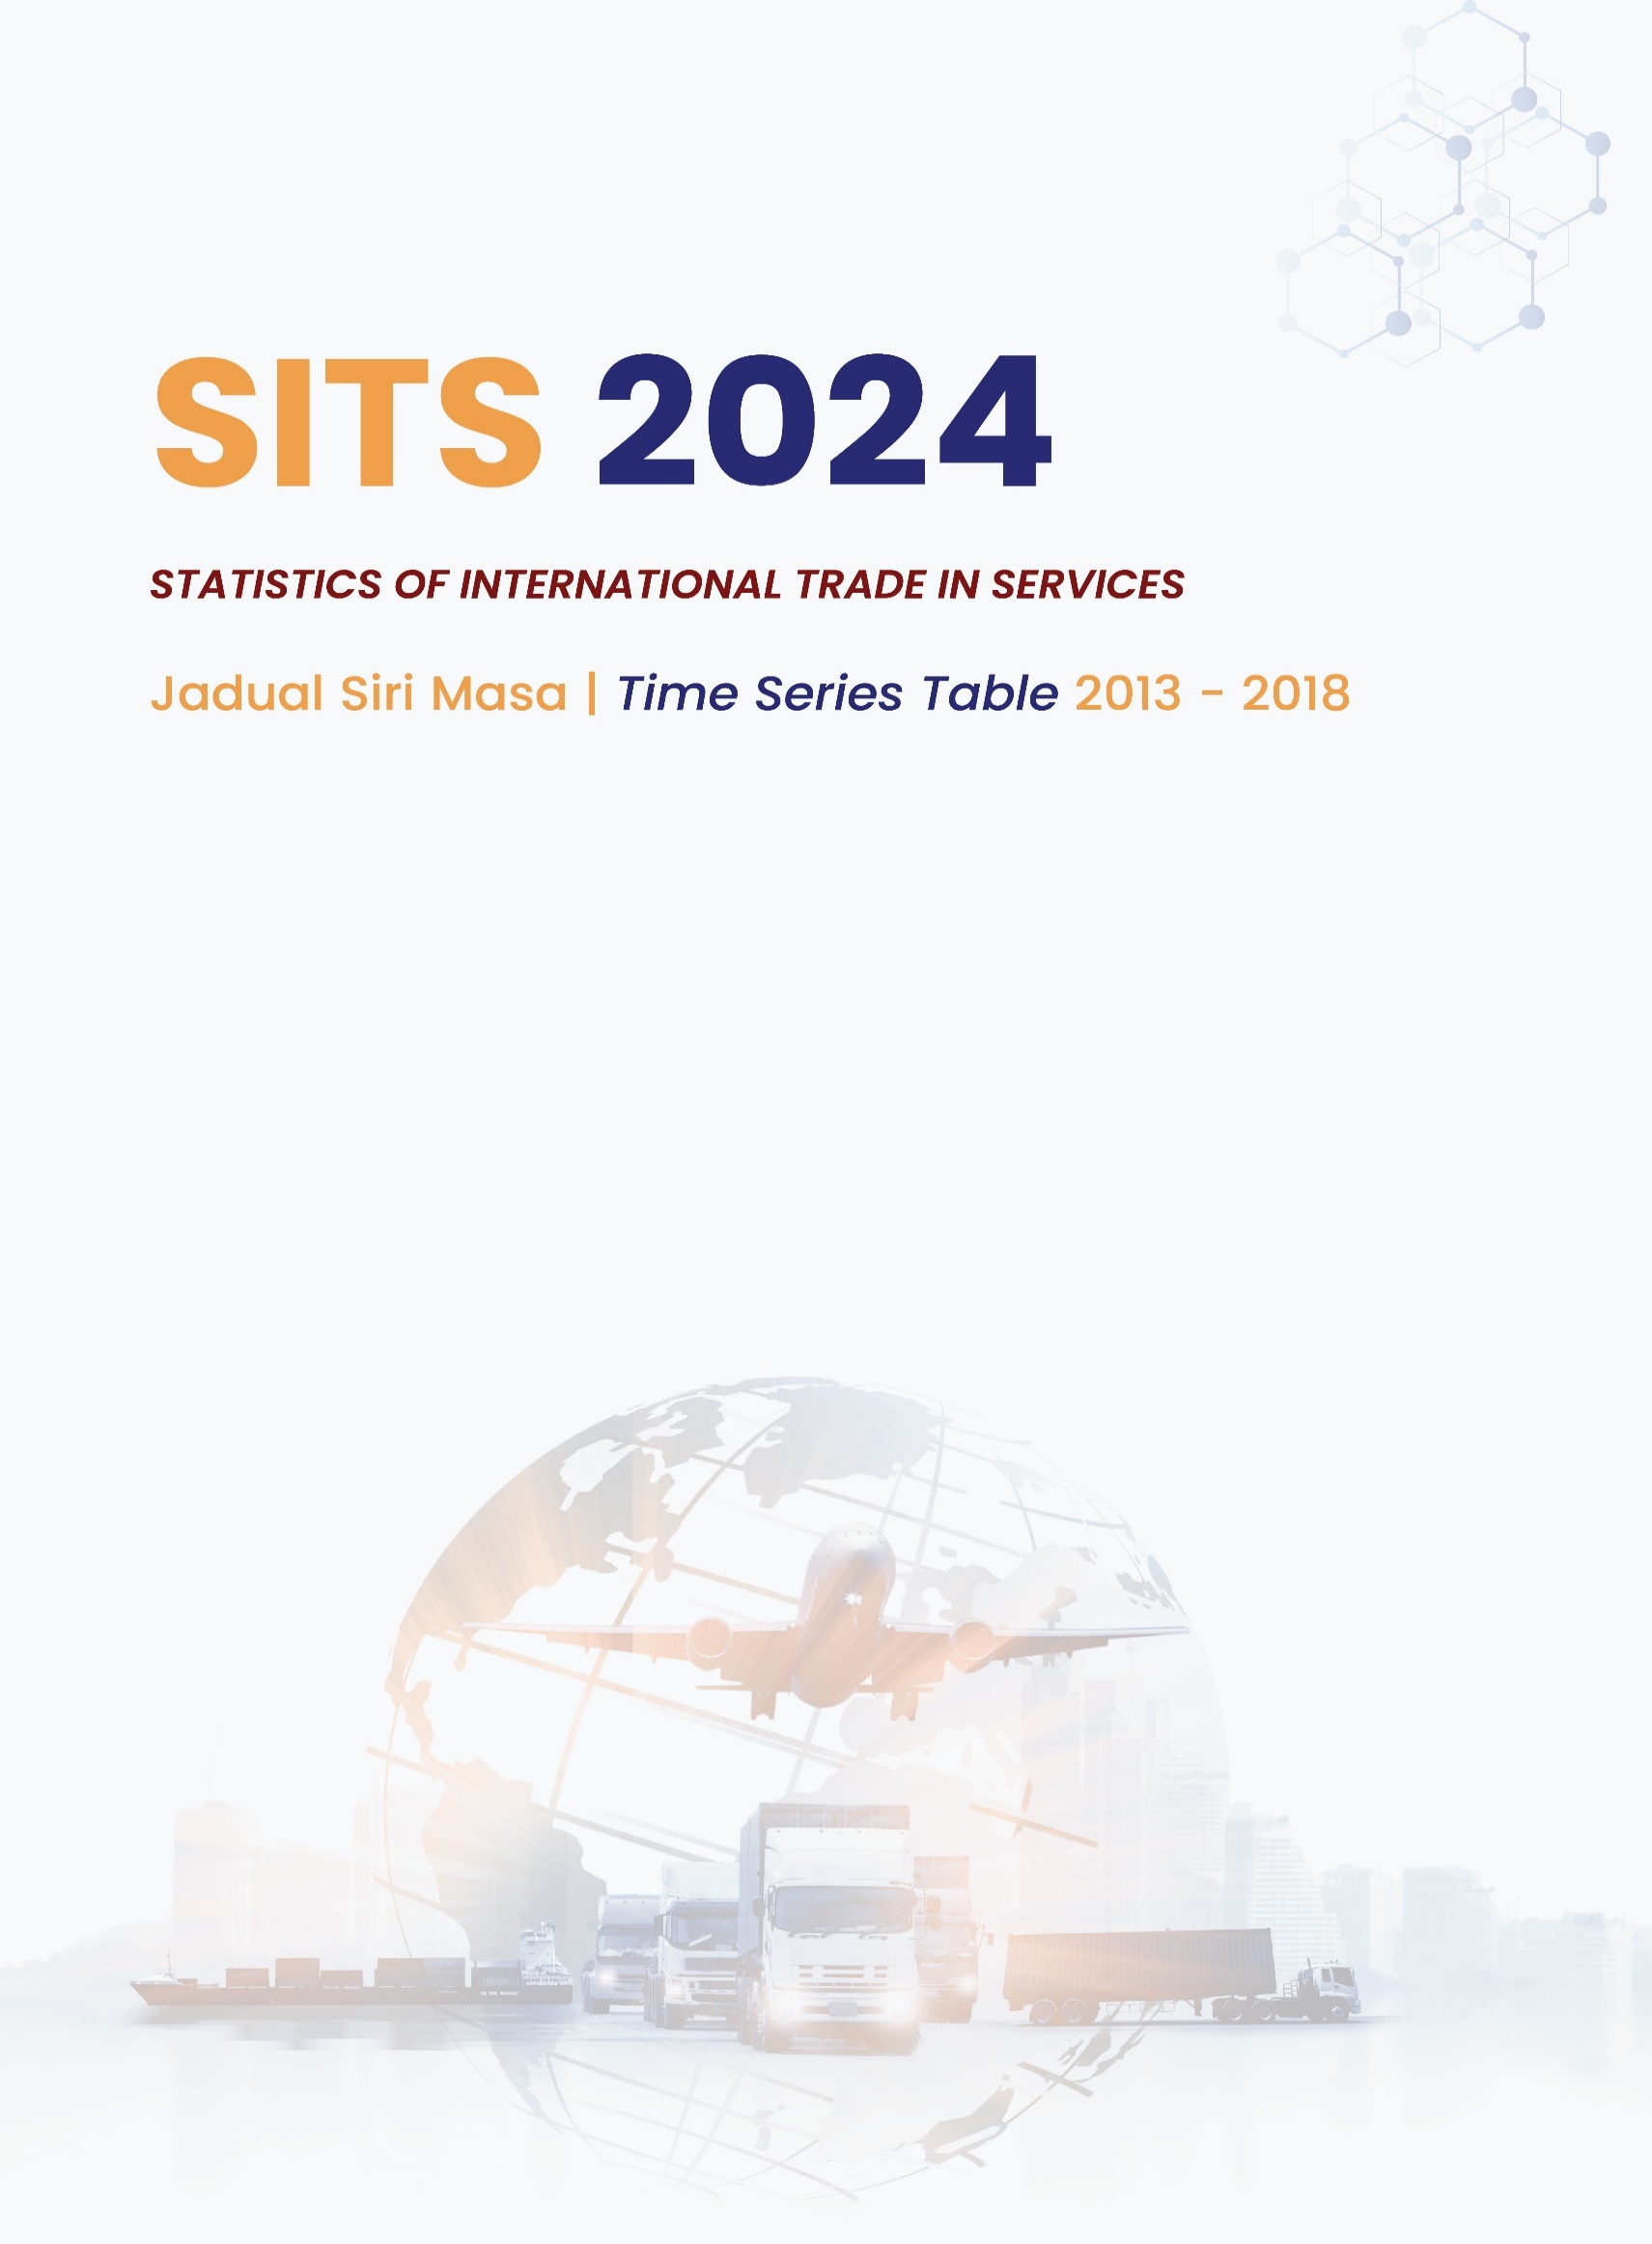 SITS 2024
STATISTICS OF INTERNATIONAL TRADE IN SERVICES
Jadual Siri Masa | Time Series Table 2013 - 2018